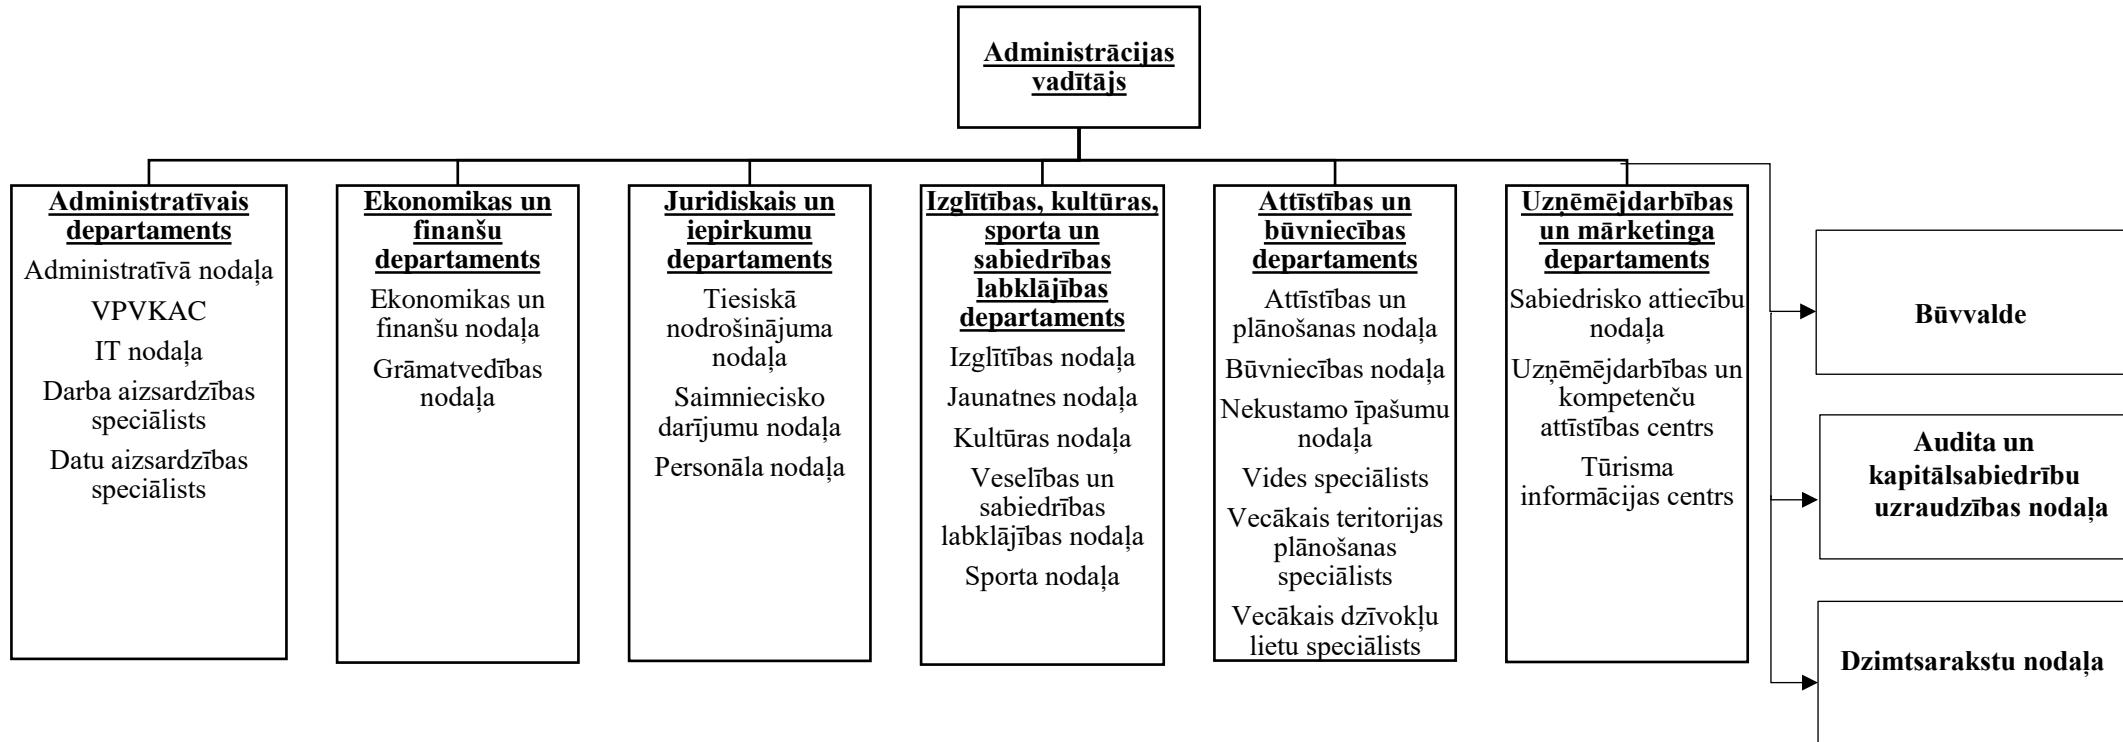 Administrācijas
vadītājs
Administratīvais
departaments
Administratīvā nodaļa
VPVKAC
IT nodaļa
Darba aizsardzības
speciālists
Datu aizsardzības
speciālists
Ekonomikas un
finanšu
departaments
Ekonomikas un
finanšu nodaļa
Grāmatvedības
nodaļa
Juridiskais un
iepirkumu
departaments
Tiesiskā
nodrošinājuma
nodaļa
Saimniecisko
darījumu nodaļa
Personāla nodaļa
Izglītības, kultūras,
sporta un
sabiedrības
labklājības
departaments
Izglītības nodaļa
Jaunatnes nodaļa
Kultūras nodaļa
Veselības un
sabiedrības
labklājības nodaļa
Sporta nodaļa
Attīstības un
būvniecības
departaments
Attīstības un
plānošanas nodaļa
Būvniecības nodaļa
Nekustamo īpašumu
nodaļa
Vides speciālists
Vecākais teritorijas
plānošanas
speciālists
Vecākais dzīvokļu
lietu speciālists
Uzņēmējdarbības
un mārketinga
departaments
Sabiedrisko attiecību
nodaļa
Uzņēmējdarbības un
kompetenču
attīstības centrs
Tūrisma
informācijas centrs
Būvvalde
Audita un
kapitālsabiedrību
uzraudzības nodaļa
Dzimtsarakstu nodaļa